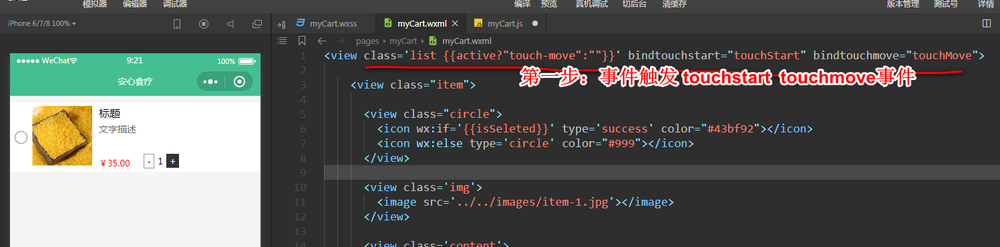 模拟器 编辑器 调试器 编译 预览 真机调试 切后台 清缓存 版本管理 测试号 详情
iPhone 6/7/8 100%
myCart.wxss myCart.wxml myCart.js
pages myCart myCart.wxml
WeChat 9:21 100%
安心食疗
标题
文字描述
￥35.00 - 1 +
1 <view class='list {{active?"touch-move":""}}' bindtouchstart="touchStart" bindtouchmove="touchMove">
第一步：事件触发 touchstart touchmove事件
2
3 <view class="item">
4
5 <view class="circle">
6 <icon wx:if='{{isSeleted}}' type='success' color="#43bf92"></icon>
7 <icon wx:else type='circle' color="#999"></icon>
8 </view>
9
10 <view class='img'>
11 <image src='../../images/item-1.jpg'></image>
12 </view>
13
14 <view class='content'>